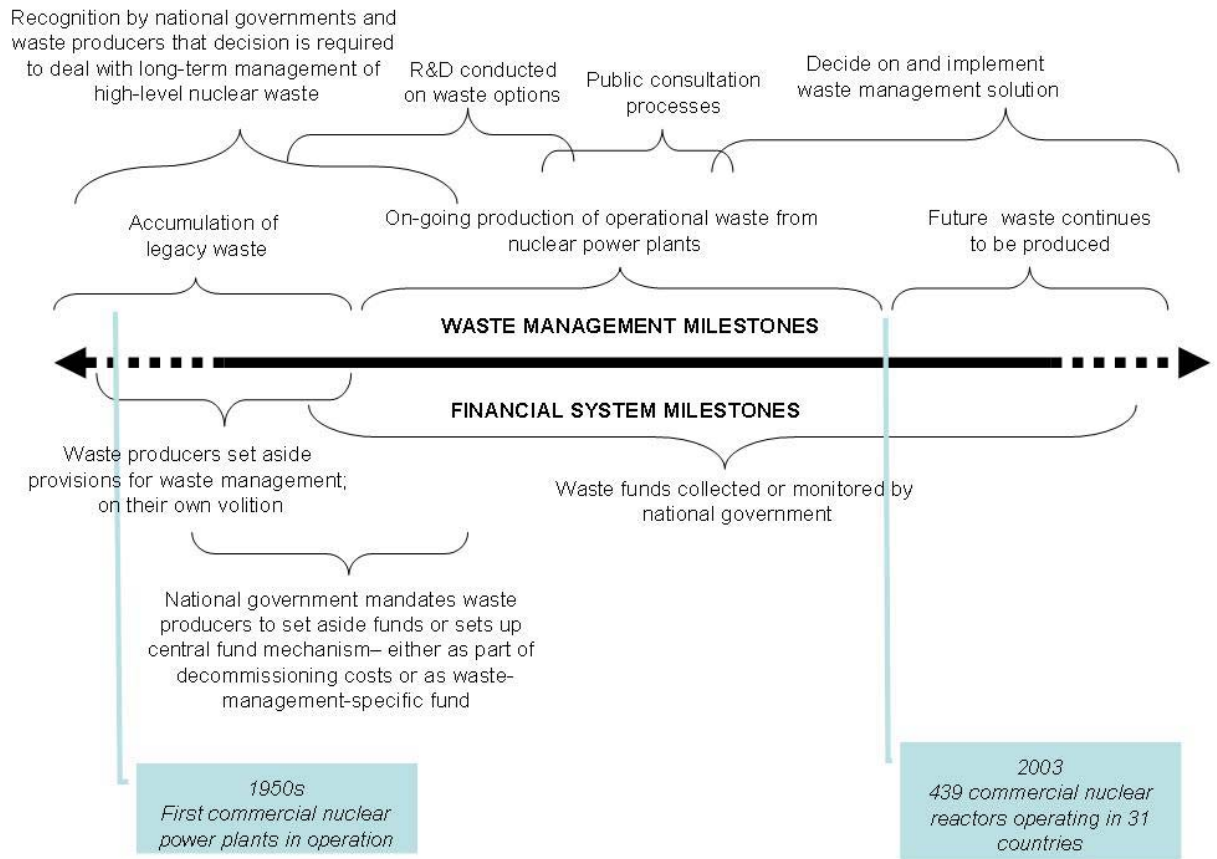 Recognition by national governments and
waste producers that decision is required
to deal with long-term management of
high-level nuclear waste
R&D conducted
on waste options
Public consultation
processes
Decide on and implement
waste management solution
Accumulation of
legacy waste
On-going production of operational waste from
nuclear power plants
Future waste continues
to be produced
WASTE MANAGEMENT MILESTONES
FINANCIAL SYSTEM MILESTONES
Waste producers set aside
provisions for waste management;
on their own volition
Waste funds collected or monitored by
national government
National government mandates waste
producers to set aside funds or sets up
central fund mechanism– either as part of
decommissioning costs or as waste-
management-specific fund
1950s
First commercial nuclear
power plants in operation
2003
439 commercial nuclear
reactors operating in 31
countries